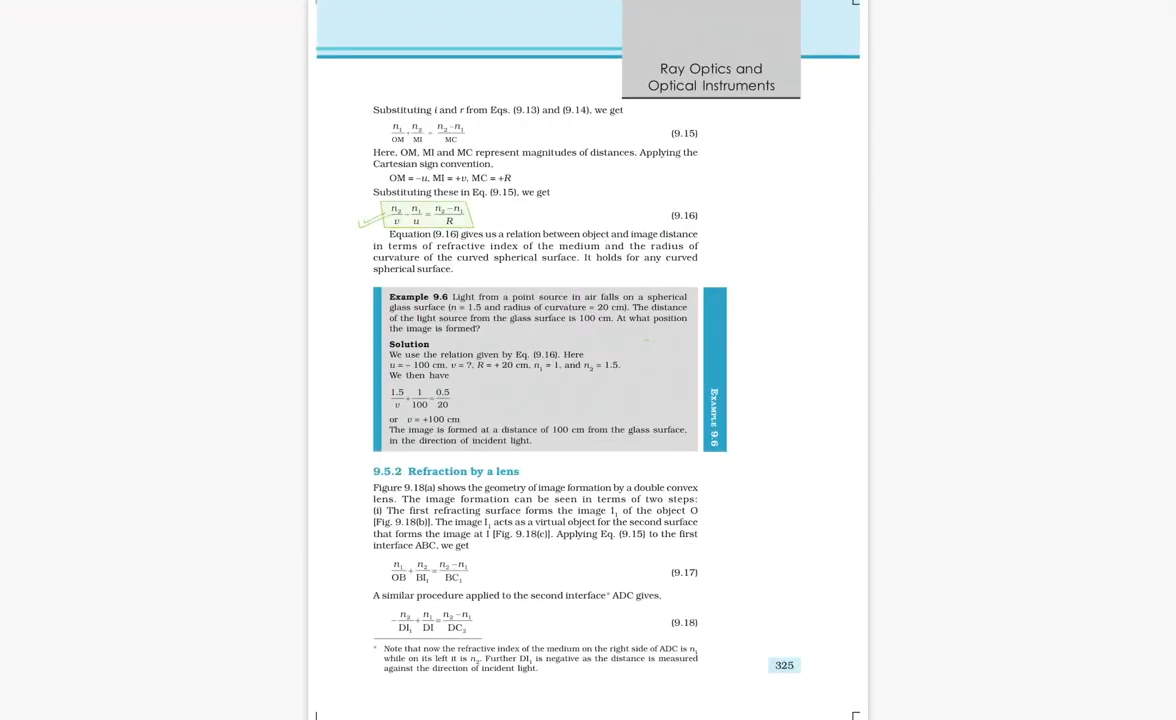 Ray Optics and
Optical Instruments
Substituting i and r from Eqs. (9.13) and (9.14), we get
n₁/OM + n₂/MI = n₂ − n₁/MC (9.15)
Here, OM, MI and MC represent magnitudes of distances. Applying the
Cartesian sign convention,
OM = −u, MI = +v, MC = +R
Substituting these in Eq. (9.15), we get
n₂/v − n₁/u = n₂ − n₁/R (9.16)
Equation (9.16) gives us a relation between object and image distance
in terms of refractive index of the medium and the radius of
curvature of the curved spherical surface. It holds for any curved
spherical surface.
Example 9.6 Light from a point source in air falls on a spherical
glass surface (n = 1.5 and radius of curvature = 20 cm). The distance
of the light source from the glass surface is 100 cm. At what position
the image is formed?
Solution
We use the relation given by Eq. (9.16). Here
u = − 100 cm, v = ?, R = + 20 cm, n₁ = 1, and n₂ = 1.5.
We then have
1.5/v + 1/100 = 0.5/20
or v = +100 cm
The image is formed at a distance of 100 cm from the glass surface,
in the direction of incident light.
EXAMPLE 9.6
9.5.2 Refraction by a lens
Figure 9.18(a) shows the geometry of image formation by a double convex
lens. The image formation can be seen in terms of two steps:
(i) The first refracting surface forms the image I₁ of the object O
[Fig. 9.18(b)]. The image I₁ acts as a virtual object for the second surface
that forms the image at I [Fig. 9.18(c)]. Applying Eq. (9.15) to the first
interface ABC, we get
n₁/OB + n₂/BI₁ = n₂ − n₁/BC₁ (9.17)
A similar procedure applied to the second interface* ADC gives,
− n₂/DI₁ + n₁/DI = n₂ − n₁/DC₂ (9.18)
* Note that now the refractive index of the medium on the right side of ADC is n₁
while on its left it is n₂. Further DI₁ is negative as the distance is measured
against the direction of incident light.
325